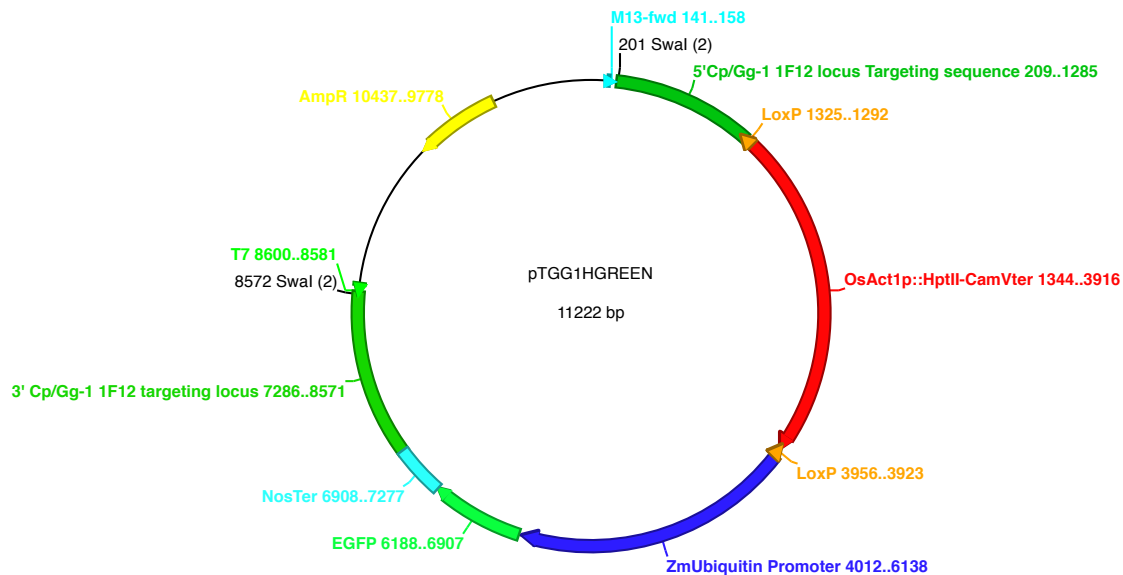 M13-fwd 141..158
201 SwaI (2)
5'Cp/Gg-1 1F12 locus Targeting sequence 209..1285
AmpR 10437..9778
LoxP 1325..1292
T7 8600..8581
8572 SwaI (2)
pTGG1HGREEN
OsAct1p::HptII-CamVter 1344..3916
11222 bp
3' Cp/Gg-1 1F12 targeting locus 7286..8571
LoxP 3956..3923
NosTer 6908..7277
EGFP 6188..6907
ZmUbiquitin Promoter 4012..6138